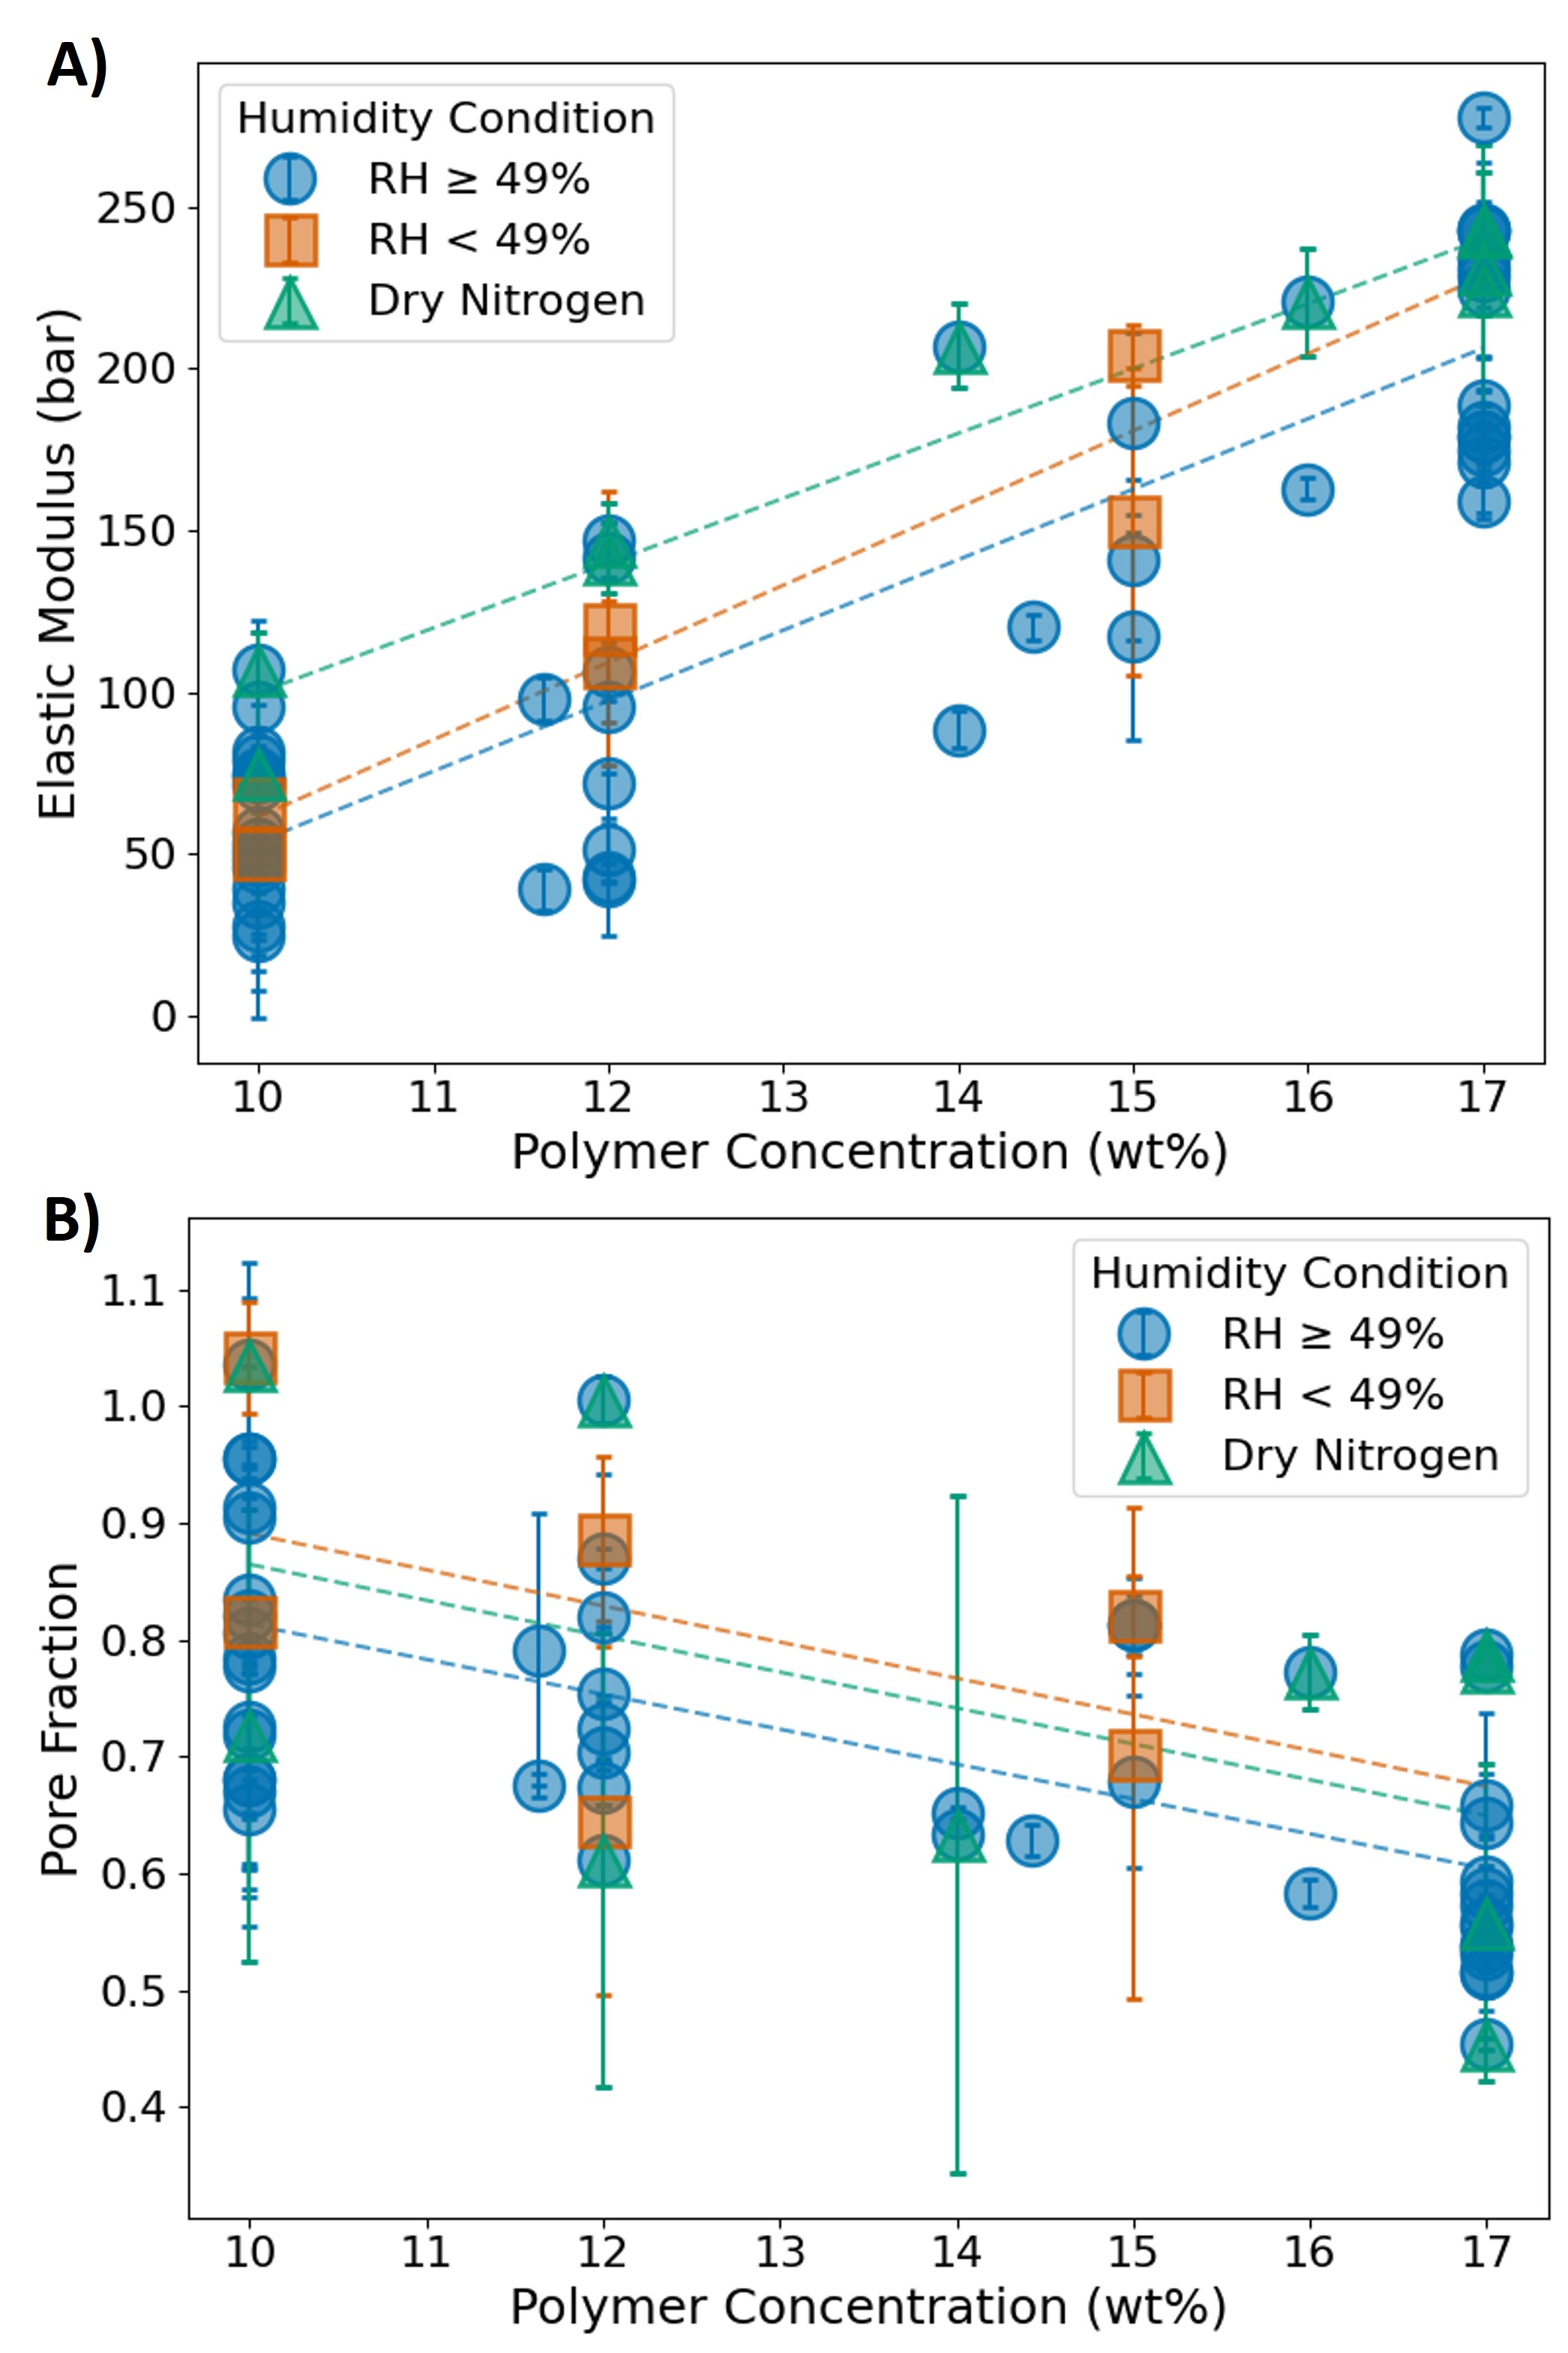 A)
Humidity Condition
RH ≥ 49%
RH < 49%
Dry Nitrogen
250
200
150
100
50
0
Elastic Modulus (bar)
10 11 12 13 14 15 16 17
Polymer Concentration (wt%)
B)
Humidity Condition
RH ≥ 49%
RH < 49%
Dry Nitrogen
1.1
1.0
0.9
0.8
0.7
0.6
0.5
0.4
Pore Fraction
10 11 12 13 14 15 16 17
Polymer Concentration (wt%)